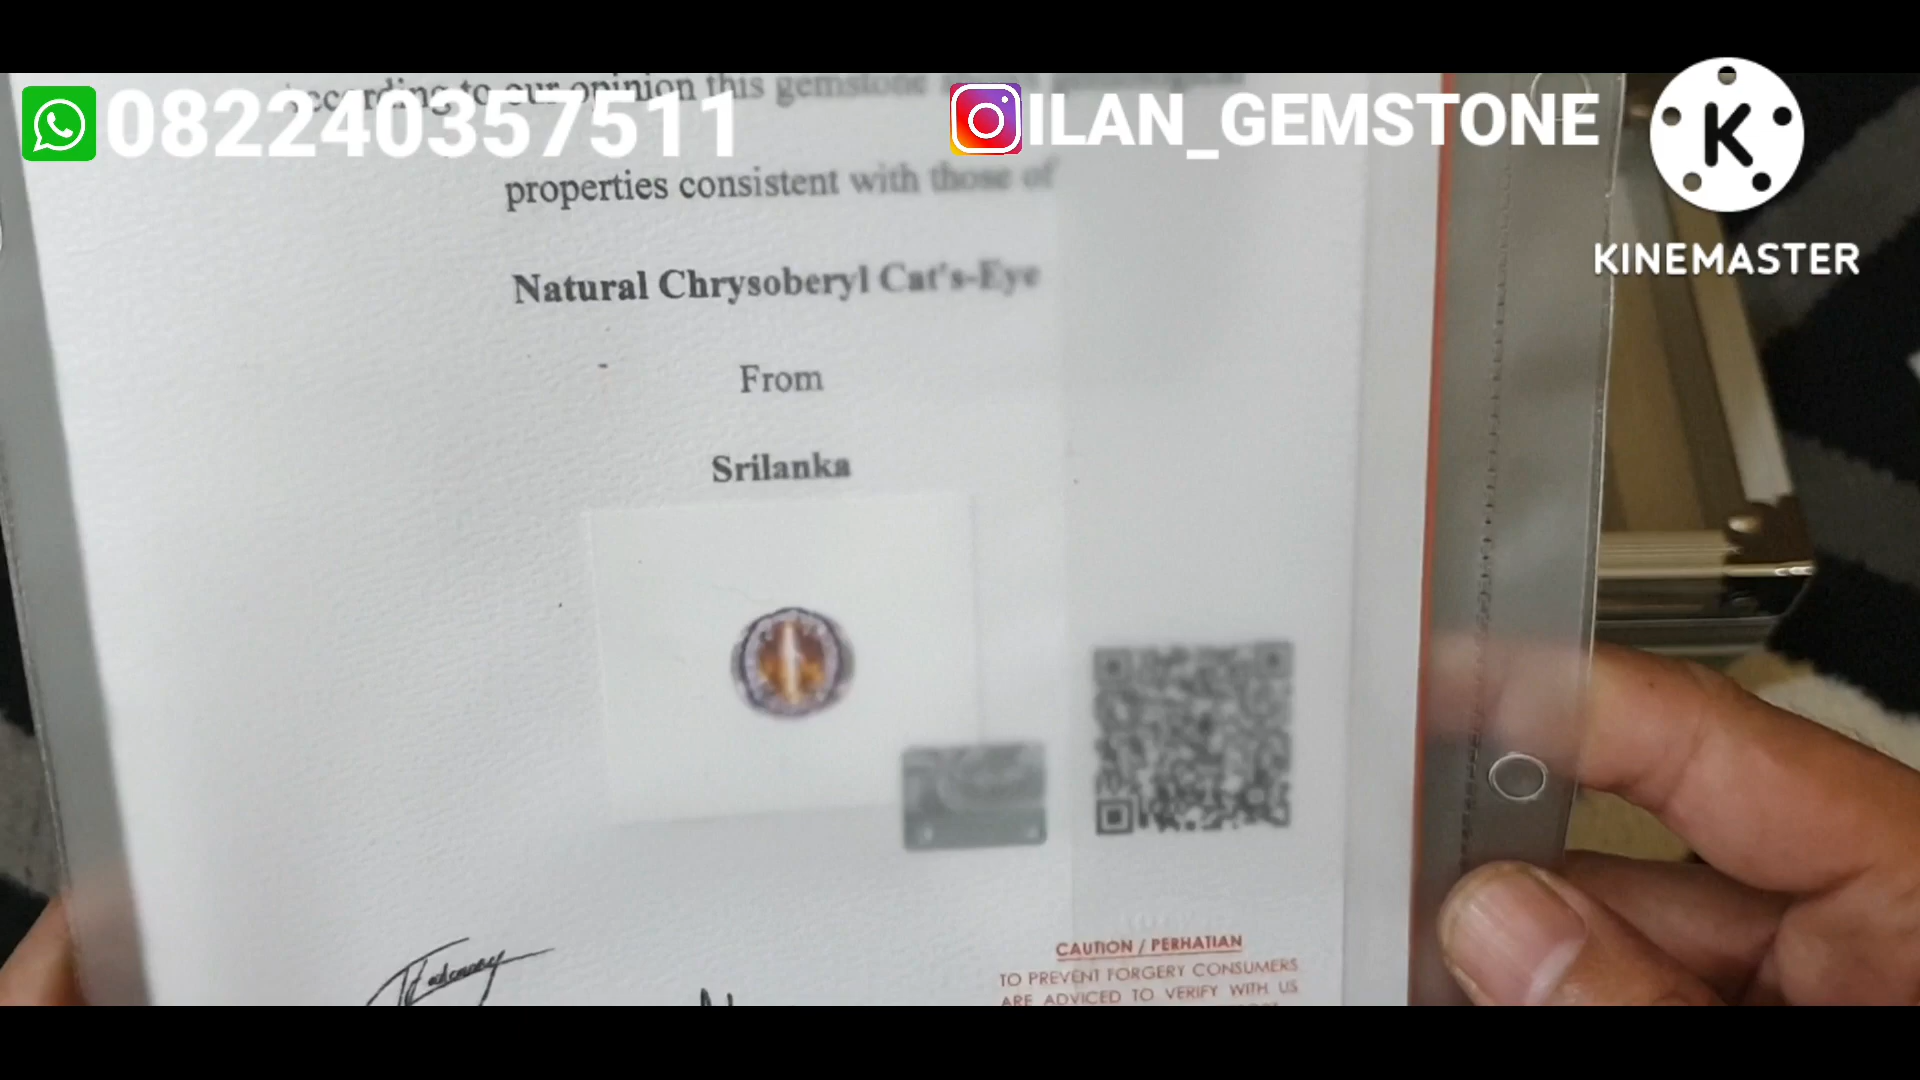 082240357511
ILAN_GEMSTONE
KINEMASTER
According to our opinion this gemstone
properties consistent with those of
Natural Chrysoberyl Cat's-Eye
From
Srilanka
CAUTION / PERHATIAN
TO PREVENT FORGERY CONSUMERS
ARE ADVICED TO VERIFY WITH US